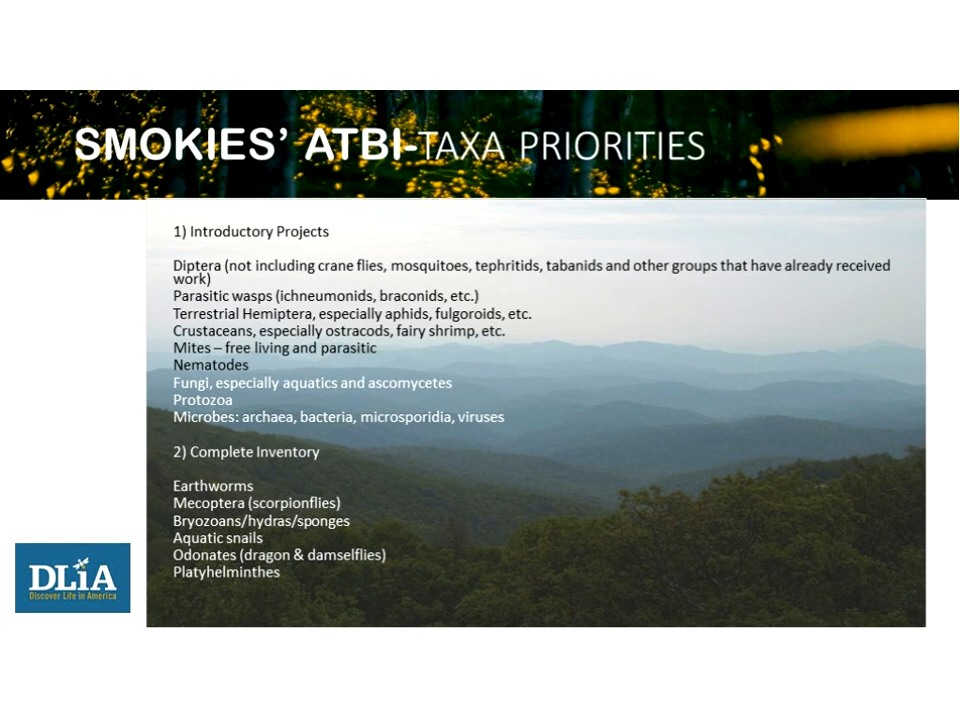 SMOKIES' ATBI-TAXA PRIORITIES
1) Introductory Projects
Diptera (not including crane flies, mosquitoes, tephritids, tabanids and other groups that have already received
work)
Parasitic wasps (ichneumonids, braconids, etc.)
Terrestrial Hemiptera, especially aphids, fulgoroids, etc.
Crustaceans, especially ostracods, fairy shrimp, etc.
Mites – free living and parasitic
Nematodes
Fungi, especially aquatics and ascomycetes
Protozoa
Microbes: archaea, bacteria, microsporidia, viruses
2) Complete Inventory
Earthworms
Mecoptera (scorpionflies)
Bryozoans/hydras/sponges
Aquatic snails
Odonates (dragon & damselflies)
Platyhelminthes
DLiA
Discover Life in America